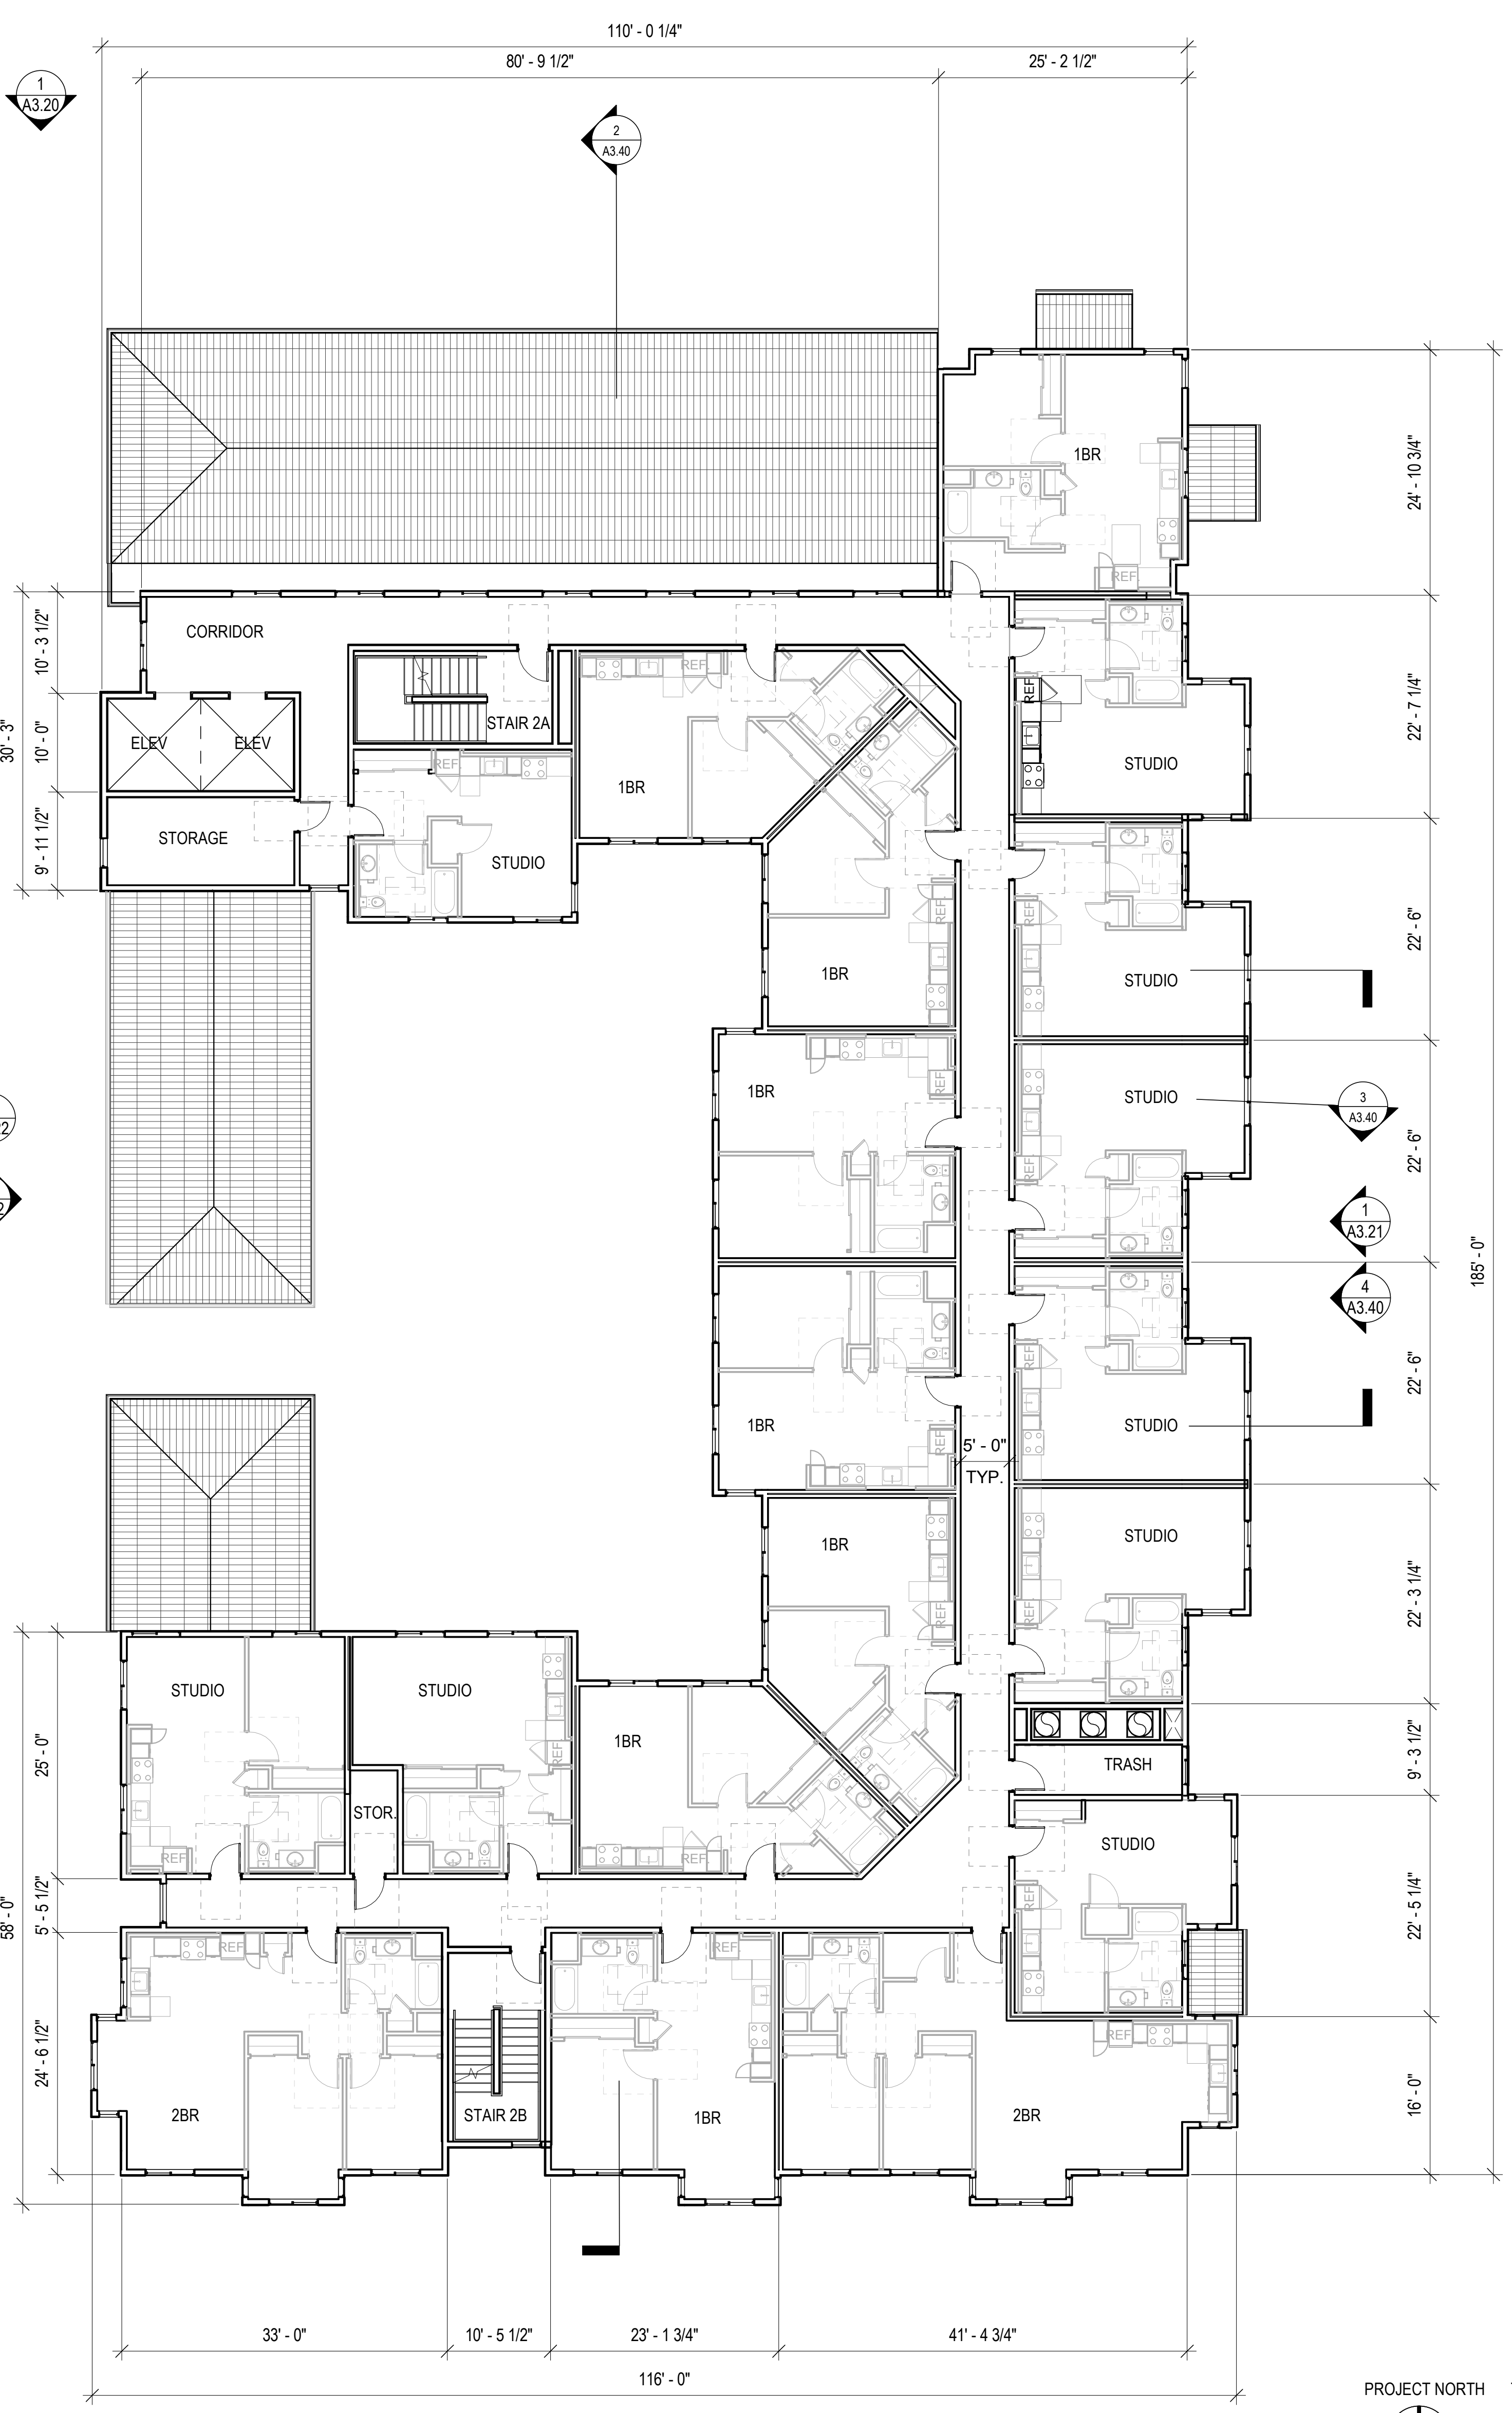 110' - 0 1/4"
80' - 9 1/2"
25' - 2 1/2"
1
A3.20
2
A3.40
1BR
REF.
24' - 10 3/4"
CORRIDOR
10' - 3 1/2"
STAIR 2A
REF.
REF.
ELEV
ELEV
10' - 0"
30' - 3"
22' - 7 1/4"
STUDIO
REF.
1BR
STORAGE
9' - 11 1/2"
STUDIO
REF.
REF.
22' - 6"
1BR
STUDIO
1BR
REF.
STUDIO
3
A3.40
22
REF.
22' - 6"
2
1
A3.21
185' - 0"
4
A3.40
REF.
22' - 6"
1BR
REF.
STUDIO
5' - 0"
TYP.
1BR
STUDIO
REF.
REF.
22' - 3 1/4"
STUDIO
STUDIO
1BR
REF.
25' - 0"
TRASH
9' - 3 1/2"
STOR.
STUDIO
REF.
REF.
REF.
58' - 0"
5' - 5 1/2"
22' - 5 1/4"
REF.
REF.
REF.
24' - 6 1/2"
2BR
STAIR 2B
1BR
2BR
16' - 0"
33' - 0"
10' - 5 1/2"
23' - 1 3/4"
41' - 4 3/4"
116' - 0"
PROJECT NORTH